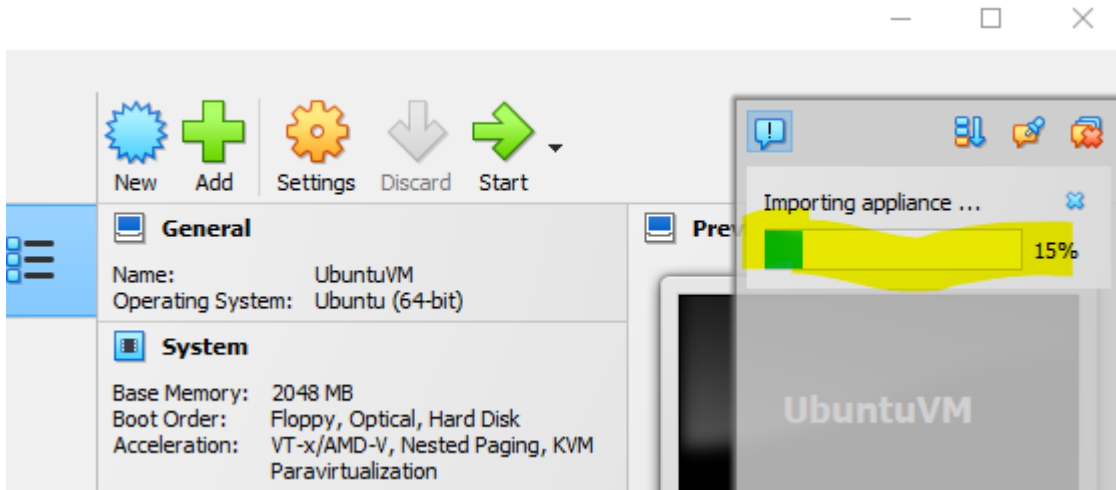 New Add Settings Discard Start
Importing appliance ...
15%
General
Prev
Name: UbuntuVM
Operating System: Ubuntu (64-bit)
System
Base Memory: 2048 MB
Boot Order: Floppy, Optical, Hard Disk
Acceleration: VT-x/AMD-V, Nested Paging, KVM
Paravirtualization
UbuntuVM